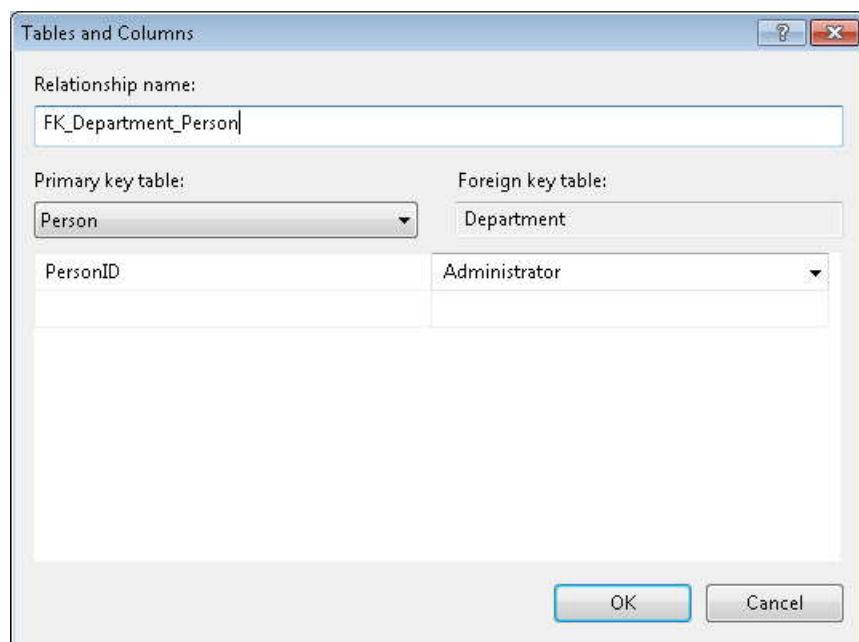 Tables and Columns
Relationship name:
FK_Department_Person
Primary key table:
Foreign key table:
Person
Department
PersonID
Administrator
OK
Cancel